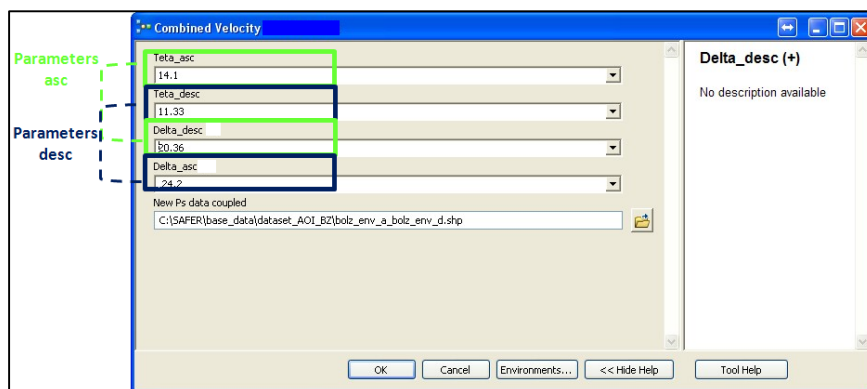 Combined Velocity
Parameters
asc
Parameters
desc
Teta_asc
14.1
Teta_desc
11.33
Delta_desc
20.36
Delta_asc
24.2
New Ps data coupled
C:\SAFER\base_data\dataset_AOI_BZ\bolz_env_a_bolz_env_d.shp
OK
Cancel
Environments...
<< Hide Help
Tool Help
Delta_desc (+)
No description available